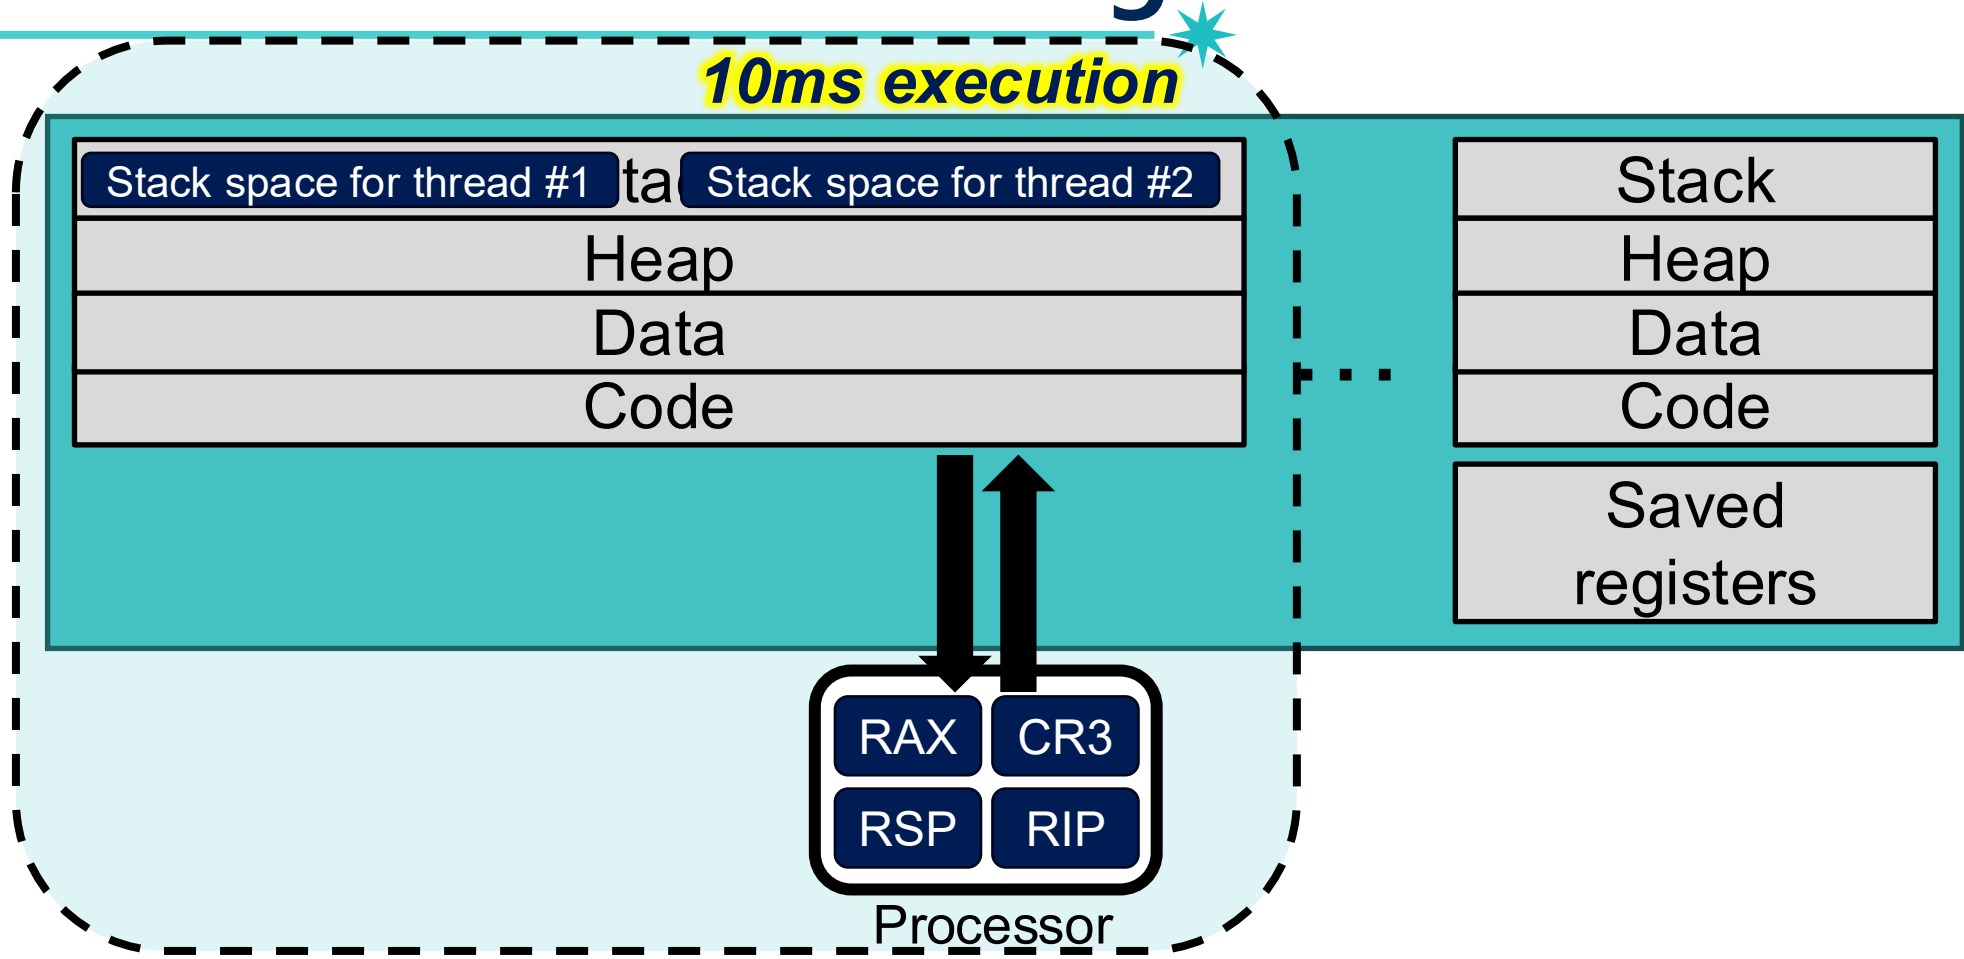 10ms execution
Stack space for thread #1
Stack space for thread #2
Stack
Heap
Heap
Data
Data
Code
Code
...
Saved
registers
RAX
CR3
RSP
RIP
Processor